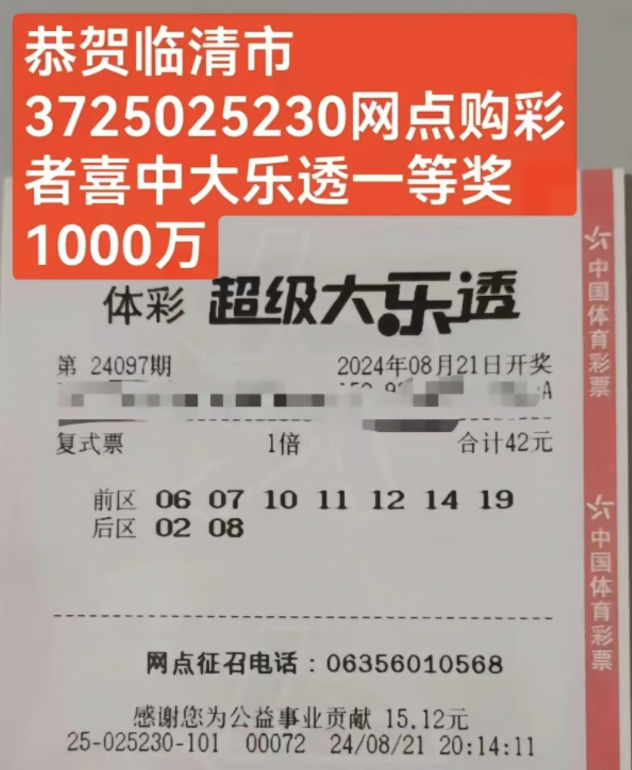 恭贺临清市
3725025230网点购彩
者喜中大乐透一等奖
1000万
体彩 超级大乐透
第 24097期 2024年08月21日开奖
复式票 1倍 合计42元
前区 06 07 10 11 12 14 19
后区 02 08
网点征召电话：06356010568
感谢您为公益事业贡献 15.12元
25-025230-101 00072 24/08/21 20:14:11
中国体育彩票
中国体育彩票